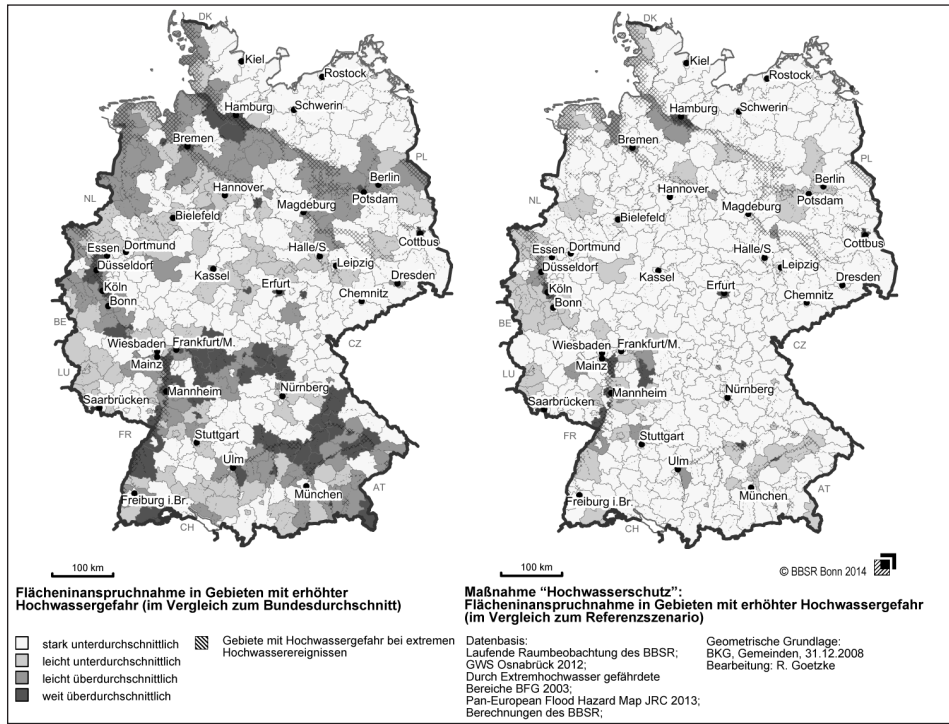 DK
Kiel
Rostock
Hamburg
Schwerin
Bremen
PL
Berlin
Hannover
Potsdam
NL
Magdeburg
Bielefeld
Cottbus
Essen
Dortmund
Halle/S.
Düsseldorf
Leipzig
Kassel
Dresden
Köln
Erfurt
Bonn
Chemnitz
BE
Wiesbaden
Frankfurt/M.
CZ
Mainz
LU
Nürnberg
Mannheim
Saarbrücken
FR
Stuttgart
Ulm
AT
München
Freiburg i.Br.
CH
100 km
Flächeninanspruchnahme in Gebieten mit erhöhter
Hochwassergefahr (im Vergleich zum Bundesdurchschnitt)
stark unterdurchschnittlich
leicht unterdurchschnittlich
leicht überdurchschnittlich
weit überdurchschnittlich
Gebiete mit Hochwassergefahr bei extremen
Hochwasserereignissen
DK
Kiel
Rostock
Hamburg
Schwerin
Bremen
PL
Berlin
Hannover
Potsdam
NL
Magdeburg
Bielefeld
Cottbus
Essen
Dortmund
Halle/S.
Düsseldorf
Leipzig
Kassel
Dresden
Köln
Erfurt
Bonn
Chemnitz
BE
Wiesbaden
Frankfurt/M.
CZ
Mainz
LU
Nürnberg
Mannheim
Saarbrücken
FR
Stuttgart
Ulm
AT
München
Freiburg i.Br.
CH
100 km
© BBSR Bonn 2014
Maßnahme “Hochwasserschutz”:
Flächeninanspruchnahme in Gebieten mit erhöhter Hochwassergefahr
(im Vergleich zum Referenzszenario)
Datenbasis:
Laufende Raumbeobachtung des BBSR;
GWS Osnabrück 2012;
Durch Extremhochwasser gefährdete
Bereiche BFG 2003;
Pan-European Flood Hazard Map JRC 2013;
Berechnungen des BBSR;
Geometrische Grundlage:
BKG, Gemeinden, 31.12.2008
Bearbeitung: R. Goetzke